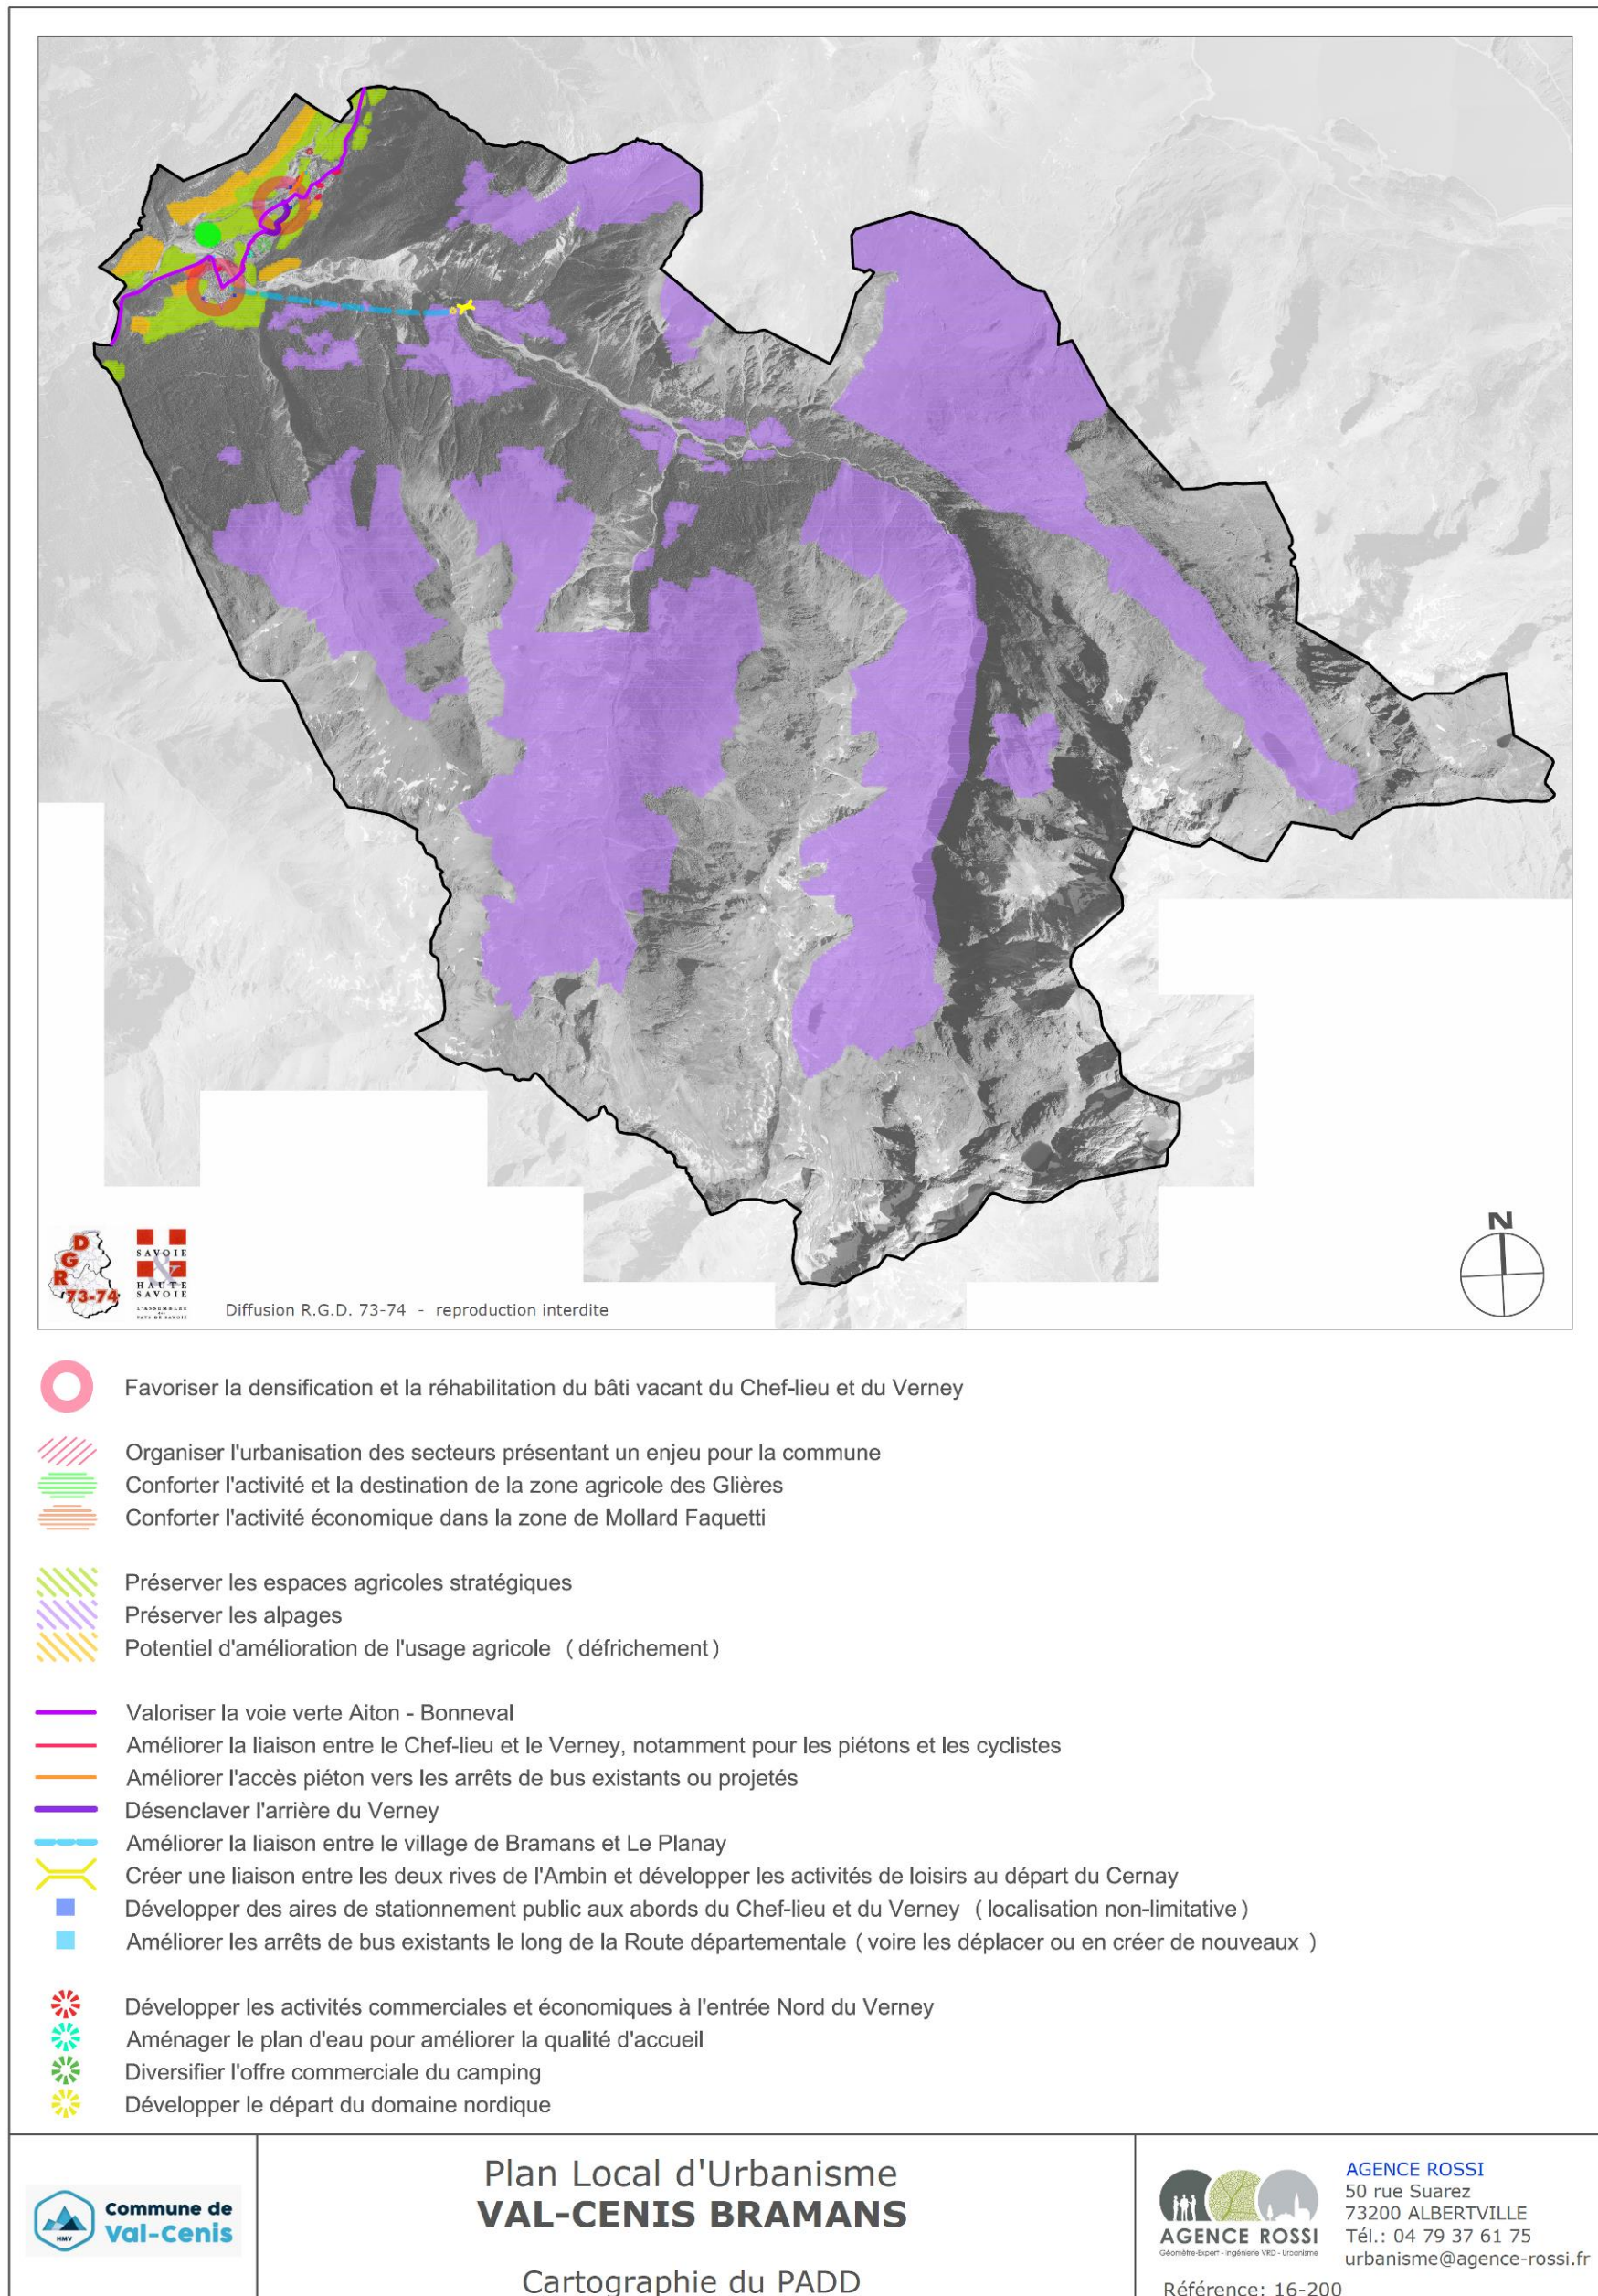 N
D
G
R
73-74
SAVOIE
&
HAUTE
SAVOIE
L'ASSEMBLEE
DES
PAYS DE SAVOIE
Diffusion R.G.D. 73-74 - reproduction interdite
Favoriser la densification et la réhabilitation du bâti vacant du Chef-lieu et du Verney
Organiser l'urbanisation des secteurs présentant un enjeu pour la commune
Conforter l'activité et la destination de la zone agricole des Glières
Conforter l'activité économique dans la zone de Mollard Faquetti
Préserver les espaces agricoles stratégiques
Préserver les alpages
Potentiel d'amélioration de l'usage agricole (défrichement)
Valoriser la voie verte Aiton - Bonneval
Améliorer la liaison entre le Chef-lieu et le Verney, notamment pour les piétons et les cyclistes
Améliorer l'accès piéton vers les arrêts de bus existants ou projetés
Désenclaver l'arrière du Verney
Améliorer la liaison entre le village de Bramans et Le Planay
Créer une liaison entre les deux rives de l'Ambin et développer les activités de loisirs au départ du Cernay
Développer des aires de stationnement public aux abords du Chef-lieu et du Verney (localisation non-limitative)
Améliorer les arrêts de bus existants le long de la Route départementale (voire les déplacer ou en créer de nouveaux )
Développer les activités commerciales et économiques à l'entrée Nord du Verney
Aménager le plan d'eau pour améliorer la qualité d'accueil
Diversifier l'offre commerciale du camping
Développer le départ du domaine nordique
HMV
Commune de
Val-Cenis
Plan Local d'Urbanisme
VAL-CENIS BRAMANS
Cartographie du PADD
AGENCE ROSSI
Géomètre-Expert - Ingénierie VRD - Urbanisme
AGENCE ROSSI
50 rue Suarez
73200 ALBERTVILLE
Tél.: 04 79 37 61 75
urbanisme@agence-rossi.fr
Référence: 16-200